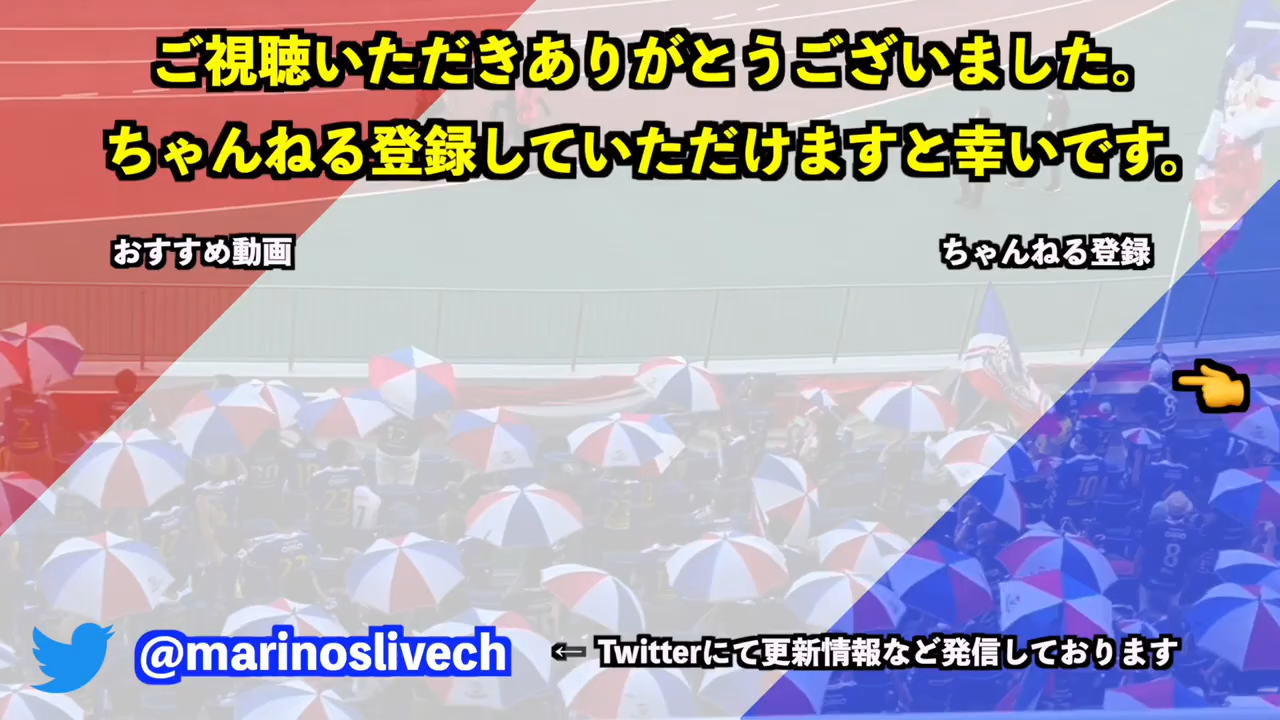 ご視聴いただきありがとうございました。
ちゃんねる登録していただけますと幸いです。
おすすめ動画
ちゃんねる登録
@marinoslivech
← Twitterにて更新情報など発信しております